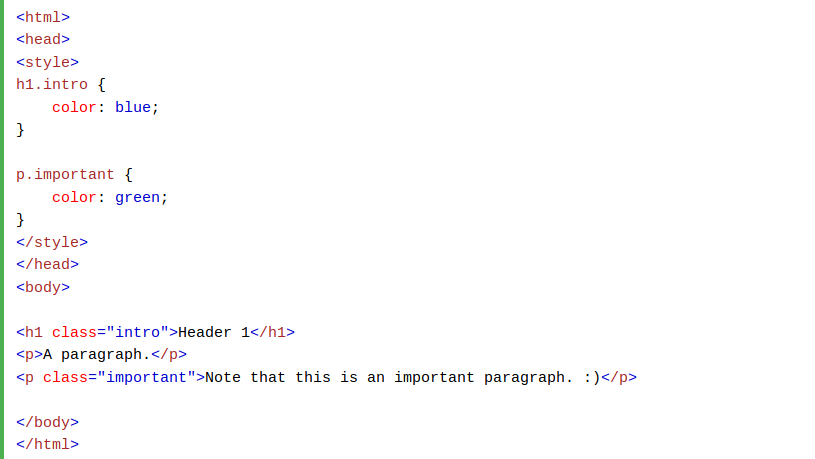 <html>
<head>
<style>
h1.intro {
    color: blue;
}

p.important {
    color: green;
}
</style>
</head>
<body>

<h1 class="intro">Header 1</h1>
<p>A paragraph.</p>
<p class="important">Note that this is an important paragraph. :)</p>

</body>
</html>